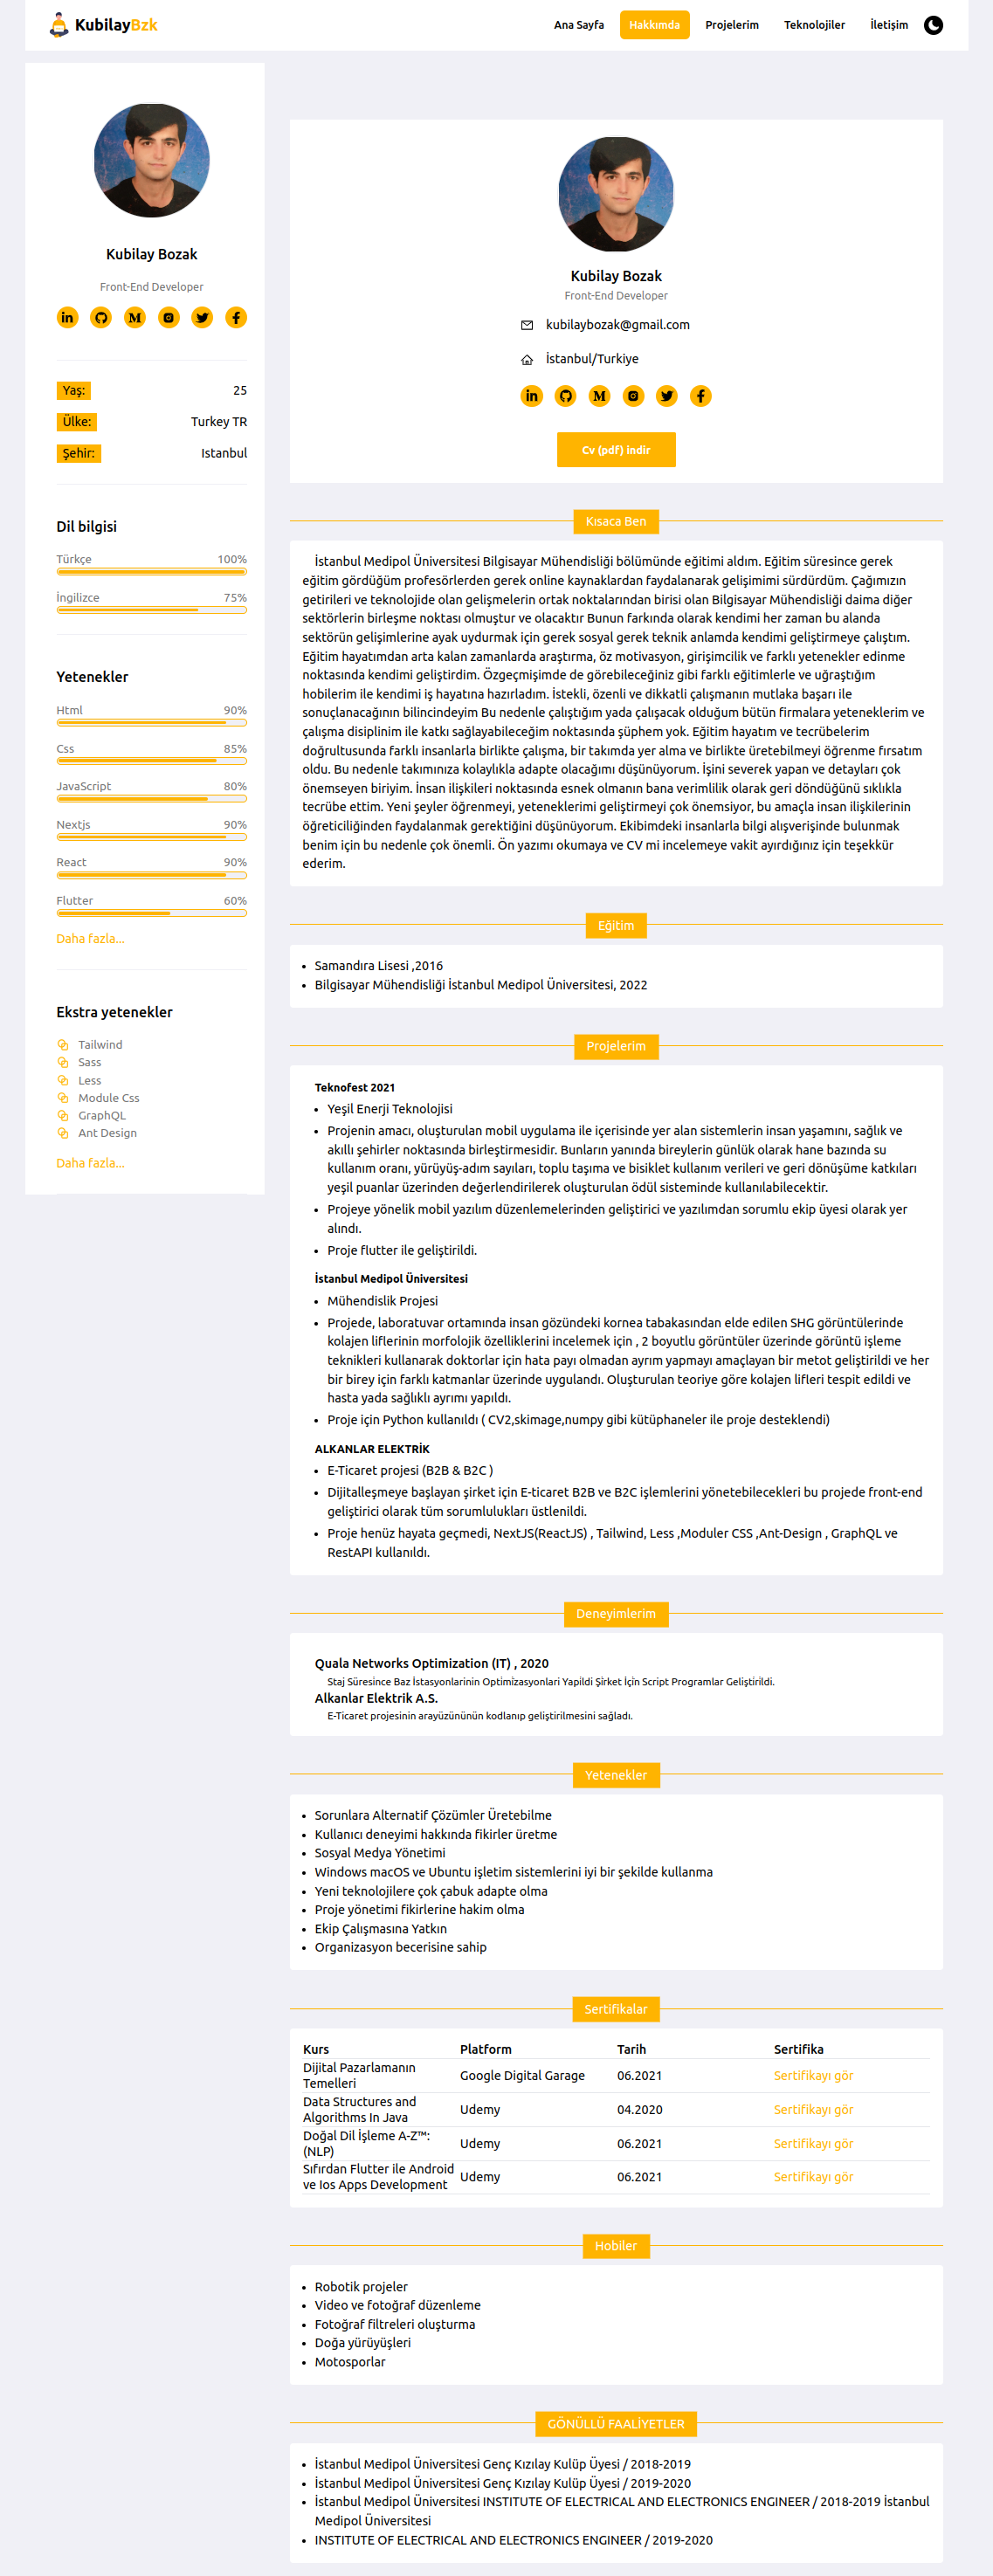 KubilayBzk
Ana Sayfa
Hakkımda
Projelerim
Teknolojiler
İletişim
Kubilay Bozak
Front-End Developer
Yaş: 25
Ülke: Turkey TR
Şehir: Istanbul
Dil bilgisi
Türkçe 100%
İngilizce 75%
Yetenekler
Html 90%
Css 85%
JavaScript 80%
Nextjs 90%
React 90%
Flutter 60%
Daha fazla...
Ekstra yetenekler
Tailwind
Sass
Less
Module Css
GraphQL
Ant Design
Daha fazla...
Kubilay Bozak
Front-End Developer
kubilaybozak@gmail.com
İstanbul/Turkiye
Cv (pdf) indir
Kısaca Ben
İstanbul Medipol Üniversitesi Bilgisayar Mühendisliği bölümünde eğitimi aldım. Eğitim süresince gerek
eğitim gördüğüm profesörlerden gerek online kaynaklardan faydalanarak gelişimimi sürdürdüm. Çağımızın
getirileri ve teknolojide olan gelişmelerin ortak noktalarından birisi olan Bilgisayar Mühendisliği daima diğer
sektörlerin birleşme noktası olmuştur ve olacaktır Bunun farkında olarak kendimi her zaman bu alanda
sektörün gelişimlerine ayak uydurmak için gerek sosyal gerek teknik anlamda kendimi geliştirmeye çalıştım.
Eğitim hayatımdan arta kalan zamanlarda araştırma, öz motivasyon, girişimcilik ve farklı yetenekler edinme
noktasında kendimi geliştirdim. Özgeçmişimde de görebileceğiniz gibi farklı eğitimlerle ve uğraştığım
hobilerim ile kendimi iş hayatına hazırladım. İstekli, özenli ve dikkatli çalışmanın mutlaka başarı ile
sonuçlanacağının bilincindeyim Bu nedenle çalıştığım yada çalışacak olduğum bütün firmalara yeteneklerim ve
çalışma disiplinim ile katkı sağlayabileceğim noktasında şüphem yok. Eğitim hayatım ve tecrübelerim
doğrultusunda farklı insanlarla birlikte çalışma, bir takımda yer alma ve birlikte üretebilmeyi öğrenme fırsatım
oldu. Bu nedenle takımınıza kolaylıkla adapte olacağımı düşünüyorum. İşini severek yapan ve detayları çok
önemseyen biriyim. İnsan ilişkileri noktasında esnek olmanın bana verimlilik olarak geri döndüğünü sıklıkla
tecrübe ettim. Yeni şeyler öğrenmeyi, yeteneklerimi geliştirmeyi çok önemsiyor, bu amaçla insan ilişkilerinin
öğreticiliğinden faydalanmak gerektiğini düşünüyorum. Ekibimdeki insanlarla bilgi alışverişinde bulunmak
benim için bu nedenle çok önemli. Ön yazımı okumaya ve CV mi incelemeye vakit ayırdığınız için teşekkür
ederim.
Eğitim
• Samandıra Lisesi ,2016
• Bilgisayar Mühendisliği İstanbul Medipol Üniversitesi, 2022
Projelerim
Teknofest 2021
• Yeşil Enerji Teknolojisi
• Projenin amacı, oluşturulan mobil uygulama ile içerisinde yer alan sistemlerin insan yaşamını, sağlık ve
akıllı şehirler noktasında birleştirmesidir. Bunların yanında bireylerin günlük olarak hane bazında su
kullanım oranı, yürüyüş-adım sayıları, toplu taşıma ve bisiklet kullanım verileri ve geri dönüşüme katkıları
yeşil puanlar üzerinden değerlendirilerek oluşturulan ödül sisteminde kullanılabilecektir.
• Projeye yönelik mobil yazılım düzenlemelerinden geliştirici ve yazılımdan sorumlu ekip üyesi olarak yer
alındı.
• Proje flutter ile geliştirildi.
İstanbul Medipol Üniversitesi
• Mühendislik Projesi
• Projede, laboratuvar ortamında insan gözündeki kornea tabakasından elde edilen SHG görüntülerinde
kolajen liflerinin morfolojik özelliklerini incelemek için , 2 boyutlu görüntüler üzerinde görüntü işleme
teknikleri kullanarak doktorlar için hata payı olmadan ayrım yapmayı amaçlayan bir metot geliştirildi ve her
bir birey için farklı katmanlar üzerinde uygulandı. Oluşturulan teoriye göre kolajen lifleri tespit edildi ve
hasta yada sağlıklı ayrımı yapıldı.
• Proje için Python kullanıldı ( CV2,skimage,numpy gibi kütüphaneler ile proje desteklendi)
ALKANLAR ELEKTRİK
• E-Ticaret projesi (B2B & B2C )
• Dijitalleşmeye başlayan şirket için E-ticaret B2B ve B2C işlemlerini yönetebilecekleri bu projede front-end
geliştirici olarak tüm sorumlulukları üstlenildi.
• Proje henüz hayata geçmedi, NextJS(ReactJS) , Tailwind, Less ,Moduler CSS ,Ant-Design , GraphQL ve
RestAPI kullanıldı.
Deneyimlerim
Quala Networks Optimization (IT) , 2020
Staj Süresince Baz İstasyonlarinin Optimizasyonlari Yapildi Şirket İçin Script Programlar Geliştirildi.
Alkanlar Elektrik A.S.
E-Ticaret projesinin arayüzününün kodlanıp geliştirilmesini sağladı.
Yetenekler
• Sorunlara Alternatif Çözümler Üretebilme
• Kullanıcı deneyimi hakkında fikirler üretme
• Sosyal Medya Yönetimi
• Windows macOS ve Ubuntu işletim sistemlerini iyi bir şekilde kullanma
• Yeni teknolojilere çok çabuk adapte olma
• Proje yönetimi fikirlerine hakim olma
• Ekip Çalışmasına Yatkın
• Organizasyon becerisine sahip
Sertifikalar
Kurs Platform Tarih Sertifika
Dijital Pazarlamanın
Temelleri Google Digital Garage 06.2021 Sertifikayı gör
Data Structures and
Algorithms In Java Udemy 04.2020 Sertifikayı gör
Doğal Dil İşleme A-Z™:
(NLP) Udemy 06.2021 Sertifikayı gör
Sıfırdan Flutter ile Android
ve Ios Apps Development Udemy 06.2021 Sertifikayı gör
Hobiler
• Robotik projeler
• Video ve fotoğraf düzenleme
• Fotoğraf filtreleri oluşturma
• Doğa yürüyüşleri
• Motosporlar
GÖNÜLLÜ FAALİYETLER
• İstanbul Medipol Üniversitesi Genç Kızılay Kulüp Üyesi / 2018-2019
• İstanbul Medipol Üniversitesi Genç Kızılay Kulüp Üyesi / 2019-2020
• İstanbul Medipol Üniversitesi INSTITUTE OF ELECTRICAL AND ELECTRONICS ENGINEER / 2018-2019 İstanbul
Medipol Üniversitesi
• INSTITUTE OF ELECTRICAL AND ELECTRONICS ENGINEER / 2019-2020